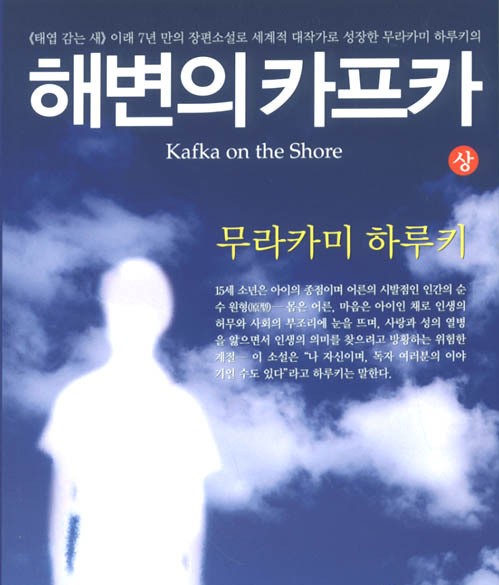 《태엽 감는 새》 이래 7년 만의 장편소설로 세계적 대작가로 성장한 무라카미 하루키의
해변의 카프카
Kafka on the Shore
상
무라카미 하루키
15세 소년은 아이의 종점이며 어른의 시발점인 인간의 순
수 원형(原型)―몸은 어른, 마음은 아이인 채로 인생의
허무와 사회의 부조리에 눈을 뜨며, 사랑과 성의 열병
을 앓으면서 인생의 의미를 찾으려고 방황하는 위험한
계절― 이 소설은 "나 자신이며, 독자 여러분의 이야
기일 수도 있다"라고 하루키는 말한다.